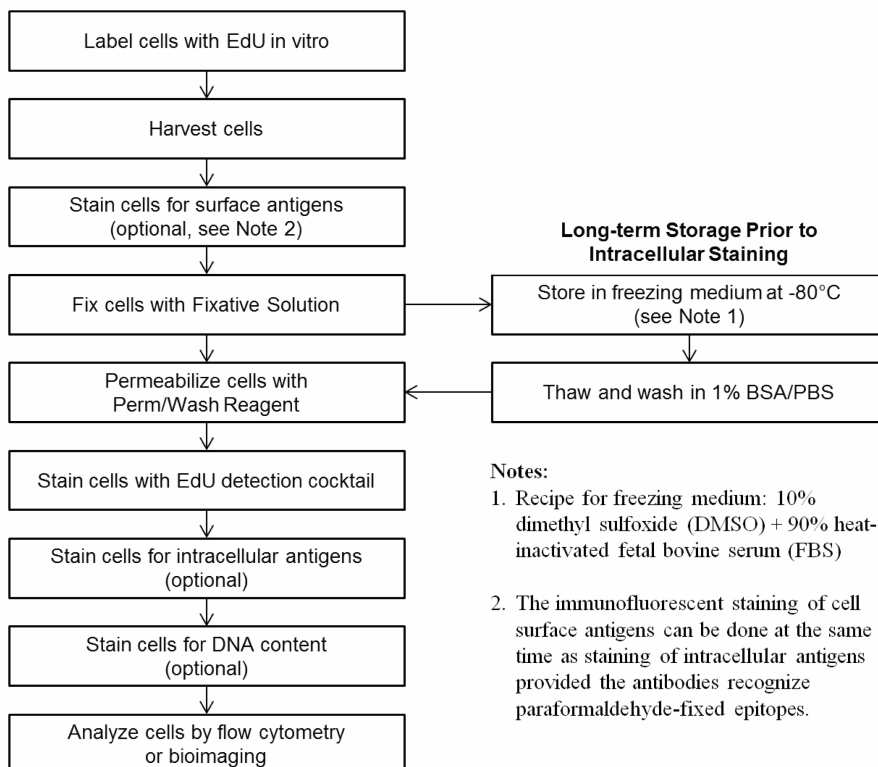 Label cells with EdU in vitro
Harvest cells
Stain cells for surface antigens
(optional, see Note 2)
Fix cells with Fixative Solution
Permeabilize cells with
Perm/Wash Reagent
Stain cells with EdU detection cocktail
Stain cells for intracellular antigens
(optional)
Stain cells for DNA content
(optional)
Analyze cells by flow cytometry
or bioimaging
Long-term Storage Prior to
Intracellular Staining
Store in freezing medium at -80°C
(see Note 1)
Thaw and wash in 1% BSA/PBS
Notes:
1. Recipe for freezing medium: 10%
dimethyl sulfoxide (DMSO) + 90% heat-
inactivated fetal bovine serum (FBS)
2. The immunofluorescent staining of cell
surface antigens can be done at the same
time as staining of intracellular antigens
provided the antibodies recognize
paraformaldehyde-fixed epitopes.